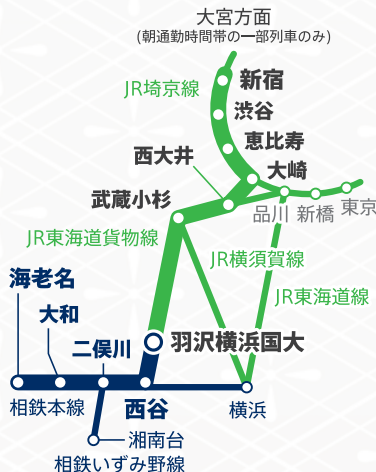 大宮方面
(朝通勤時間帯の一部列車のみ)
新宿
JR埼京線
渋谷
恵比寿
西大井
大崎
武蔵小杉
品川 新橋 東京
JR東海道貨物線
JR横須賀線
海老名
JR東海道線
大和
二俣川
羽沢横浜国大
相鉄本線
西谷
横浜
湘南台
相鉄いずみ野線